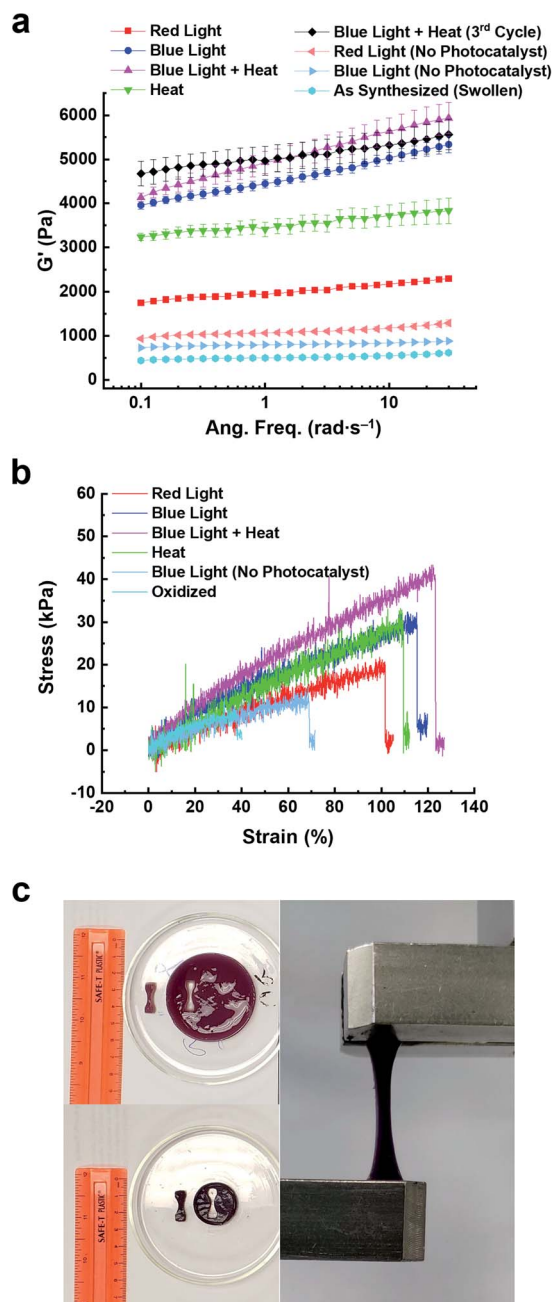 a
Red Light
Blue Light
Blue Light + Heat
Heat
Blue Light + Heat (3rd Cycle)
Red Light (No Photocatalyst)
Blue Light (No Photocatalyst)
As Synthesized (Swollen)
6000
5000
4000
3000
2000
1000
0
G' (Pa)
0.1
1
10
Ang. Freq. (rad·s⁻¹)
b
Red Light
Blue Light
Blue Light + Heat
Heat
Blue Light (No Photocatalyst)
Oxidized
60
50
40
30
20
10
0
-10
Stress (kPa)
-20
0
20
40
60
80
100
120
140
Strain (%)
c
SAFE-T PLASTIC
SAFE-T PLASTIC